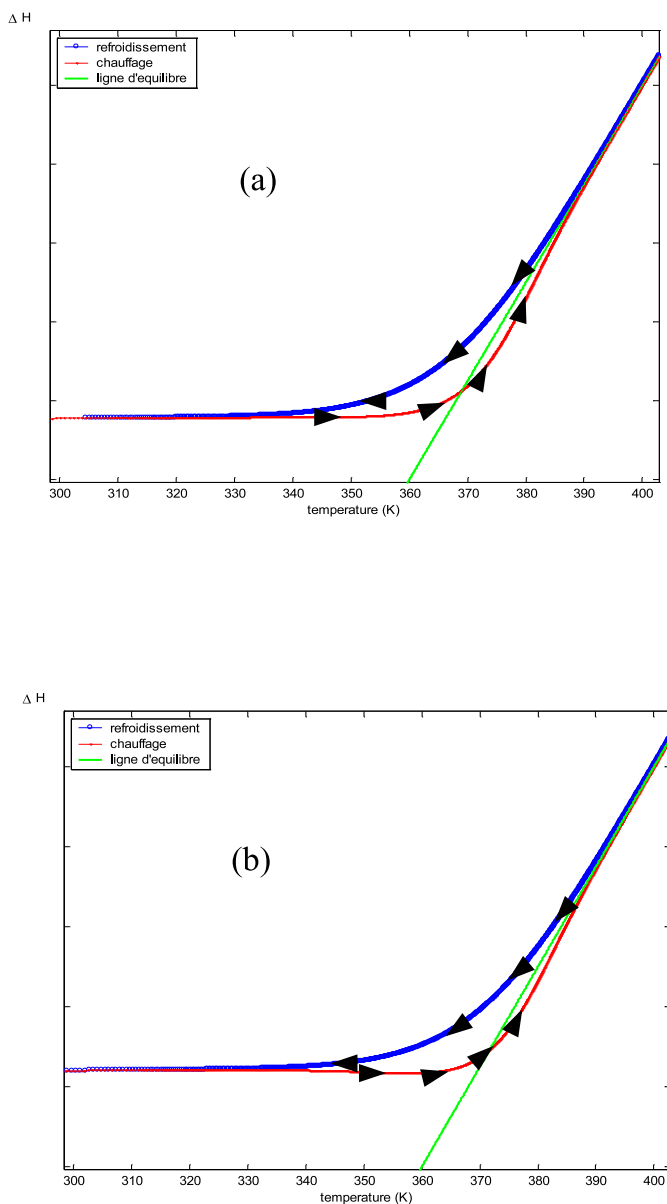 Δ H
refroidissement
chauffage
ligne d'equilibre
(a)
300 310 320 330 340 350 360 370 380 390 400
temperature (K)
Δ H
refroidissement
chauffage
ligne d'equilibre
(b)
300 310 320 330 340 350 360 370 380 390 400
temperature (K)